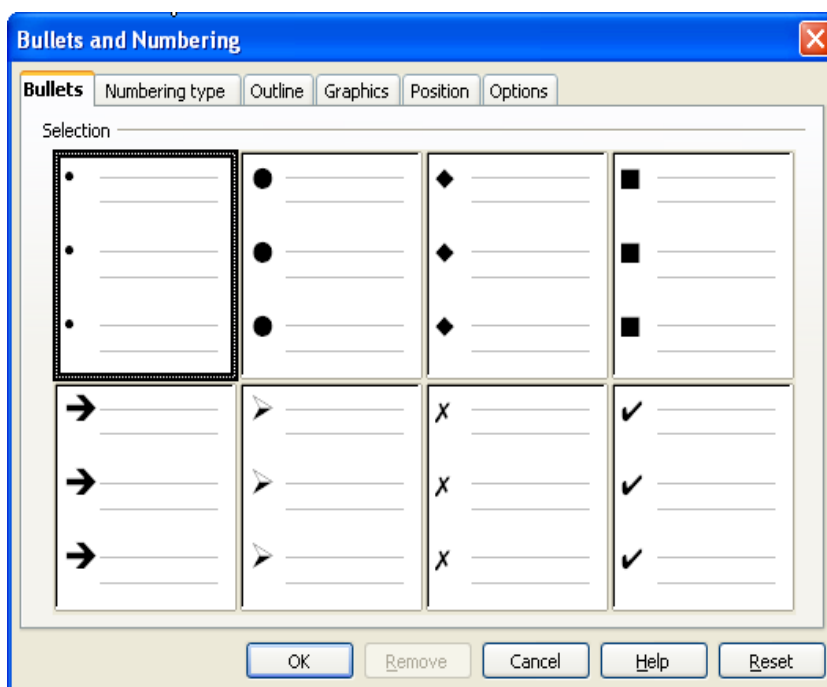 Bullets and Numbering
Bullets Numbering type Outline Graphics Position Options
Selection
OK Remove Cancel Help Reset